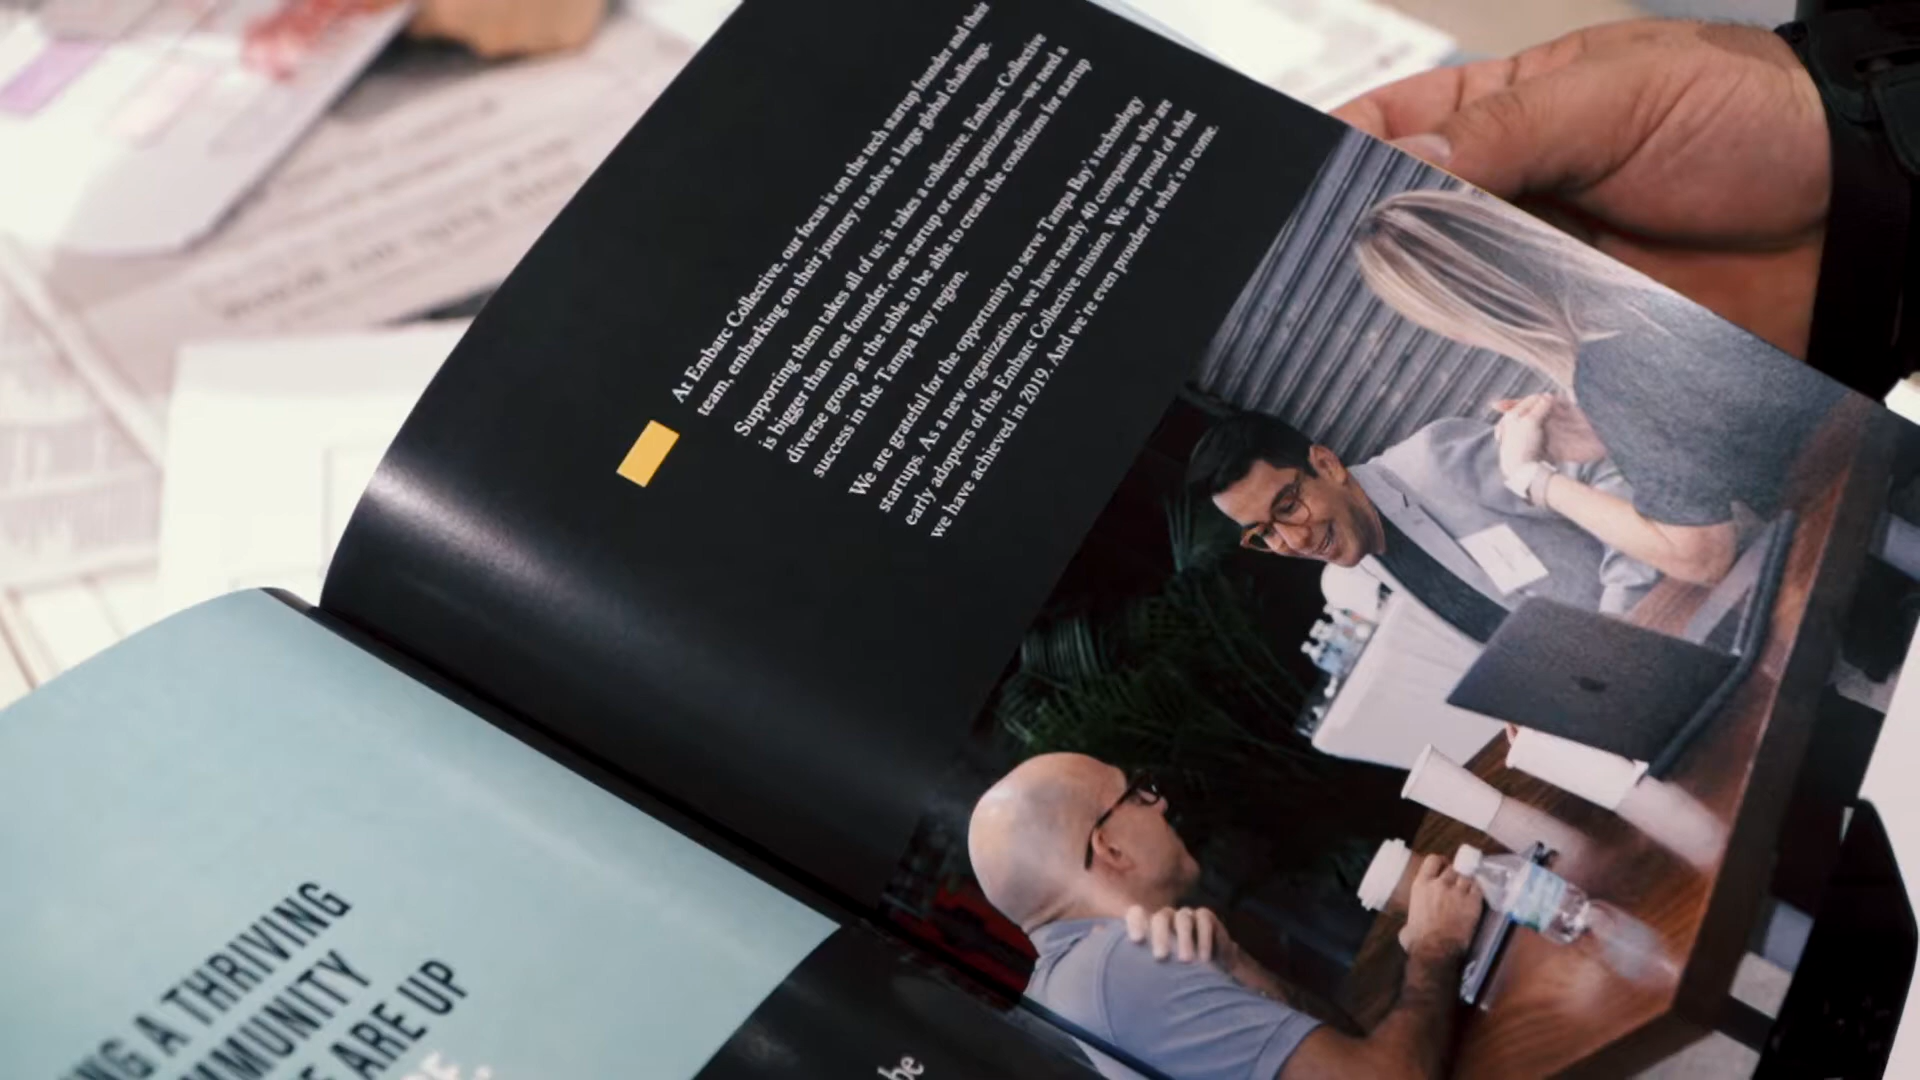 At Embarc Collective, our focus is on the tech startup founder and their
team, embarking on their journey to solve a large global challenge.
Supporting them takes all of us; it takes a collective. Embarc Collective
is bigger than one founder, one startup or one organization—we need a
diverse group at the table to be able to create the conditions for startup
success in the Tampa Bay region.
We are grateful for the opportunity to serve Tampa Bay's technology
startups. As a new organization, we have nearly 40 companies who are
early adopters of the Embarc Collective mission. We are proud of what
we have achieved in 2019. And we're even prouder of what's to come.
A THRIVING
ARE UP
be